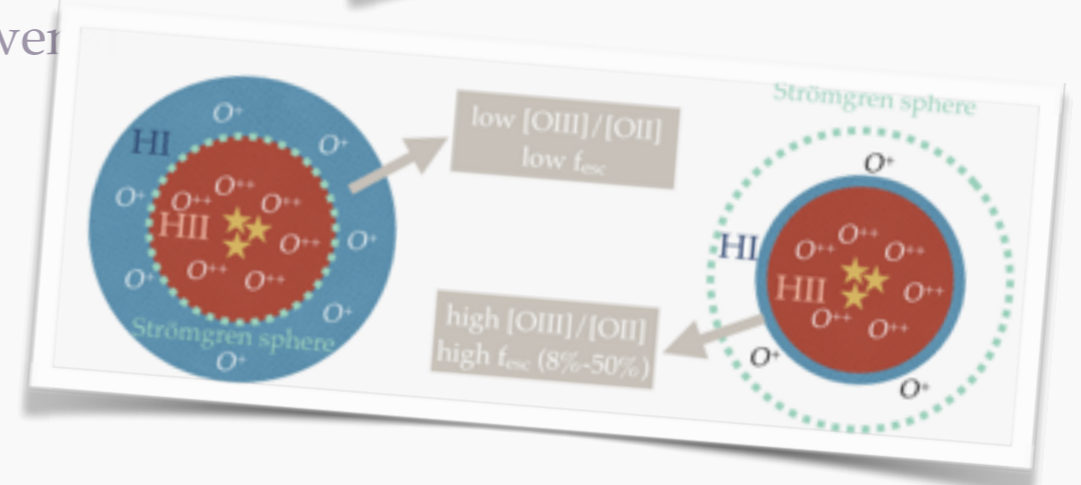 ver
O⁺
HI
O⁺
O⁺⁺
O⁺
O⁺⁺
O⁺⁺
HII
O⁺⁺
O⁺
O⁺⁺
O⁺⁺
O⁺
O⁺
Strömgren sphere
O⁺
low [OIII]/[OII]
low fₑₛc
high [OIII]/[OII]
high fₑₛc (8%-50%)
Strömgren sphere
O⁺
HI
O⁺⁺
O⁺⁺
O⁺⁺
HII
O⁺⁺
O⁺⁺
O⁺⁺
O⁺
O⁺